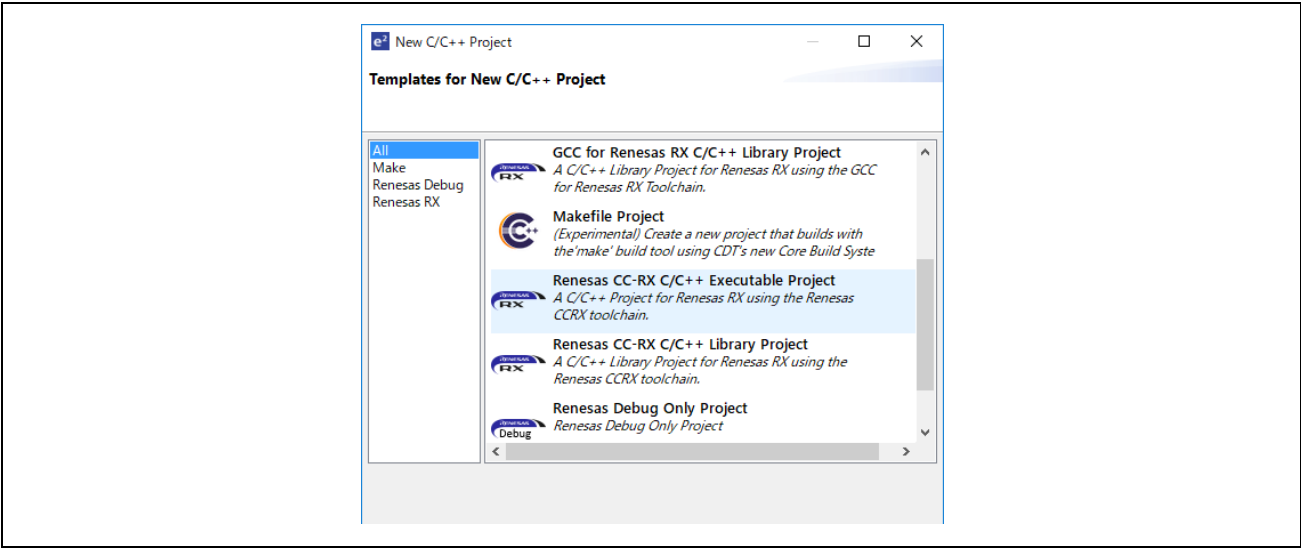 e² New C/C++ Project
Templates for New C/C++ Project
All
Make
Renesas Debug
Renesas RX
GCC for Renesas RX C/C++ Library Project
RENESAS
RX
A C/C++ Library Project for Renesas RX using the GCC
for Renesas RX Toolchain.
Makefile Project
C++
(Experimental) Create a new project that builds with
the'make' build tool using CDT's new Core Build Syste
Renesas CC-RX C/C++ Executable Project
RENESAS
RX
A C/C++ Project for Renesas RX using the Renesas
CCRX toolchain.
Renesas CC-RX C/C++ Library Project
RENESAS
RX
A C/C++ Library Project for Renesas RX using the
Renesas CCRX toolchain.
Renesas Debug Only Project
RENESAS
Debug
Renesas Debug Only Project